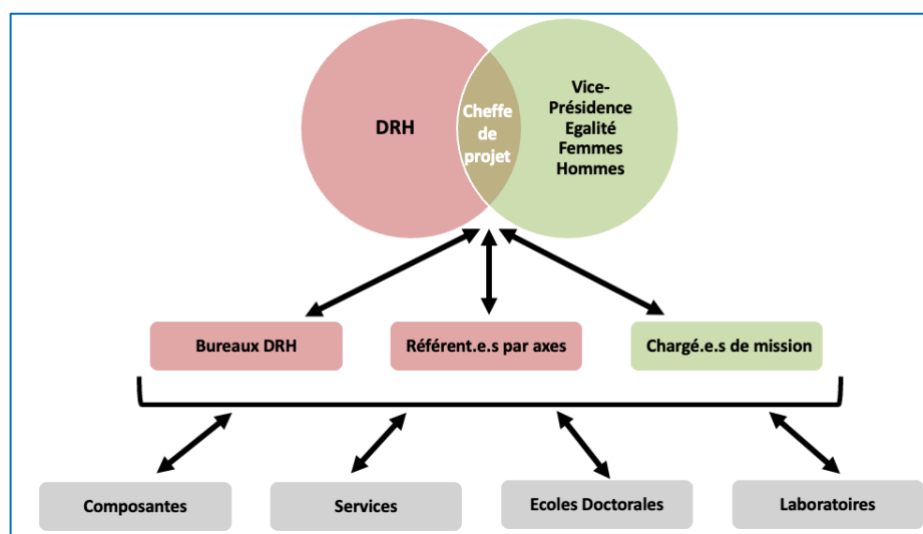 DRH
Cheffe
de
projet
Vice-
Présidence
Egalité
Femmes
Hommes
Bureaux DRH
Référent.e.s par axes
Chargé.e.s de mission
Composantes
Services
Ecoles Doctorales
Laboratoires